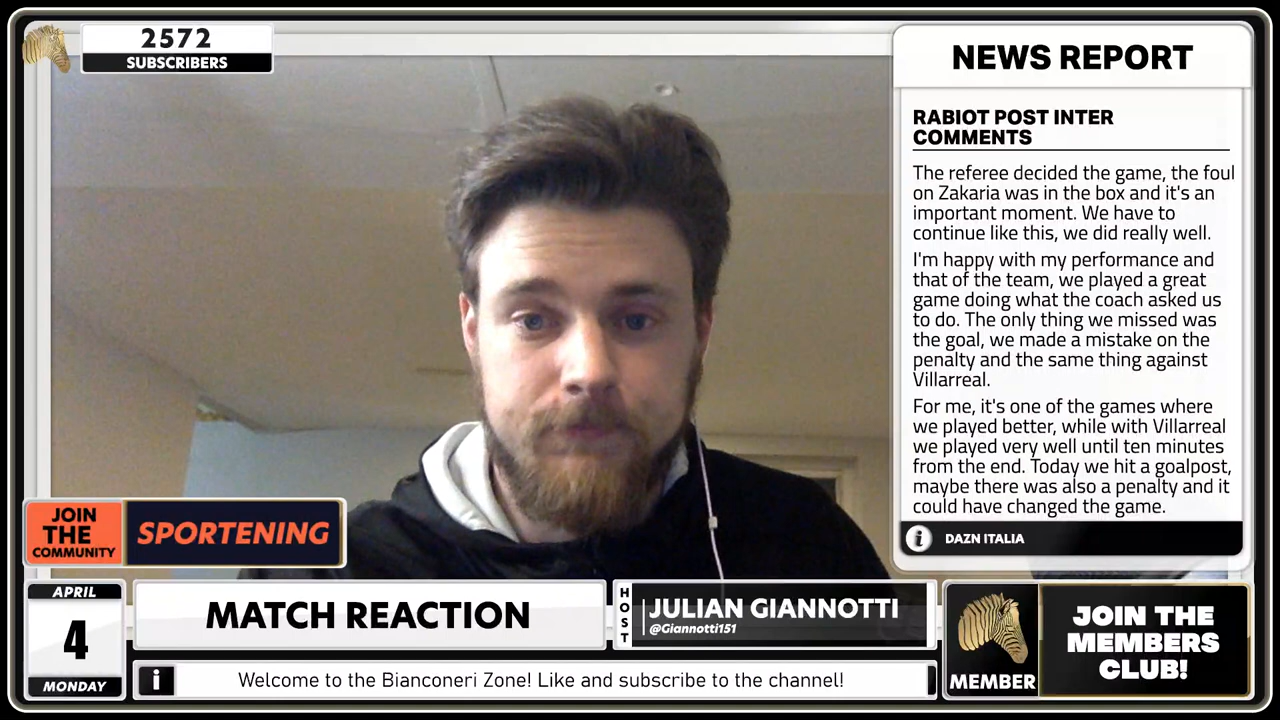 2572
SUBSCRIBERS
NEWS REPORT
RABIOT POST INTER
COMMENTS
The referee decided the game, the foul
on Zakaria was in the box and it's an
important moment. We have to
continue like this, we did really well.
I'm happy with my performance and
that of the team, we played a great
game doing what the coach asked us
to do. The only thing we missed was
the goal, we made a mistake on the
penalty and the same thing against
Villarreal.
For me, it's one of the games where
we played better, while with Villarreal
we played very well until ten minutes
from the end. Today we hit a goalpost,
maybe there was also a penalty and it
could have changed the game.
i DAZN ITALIA
JOIN
THE
COMMUNITY
SPORTENING
APRIL
4
MONDAY
MATCH REACTION
HOST
JULIAN GIANNOTTI
@Giannotti151
i Welcome to the Bianconeri Zone! Like and subscribe to the channel!
MEMBER
JOIN THE
MEMBERS
CLUB!